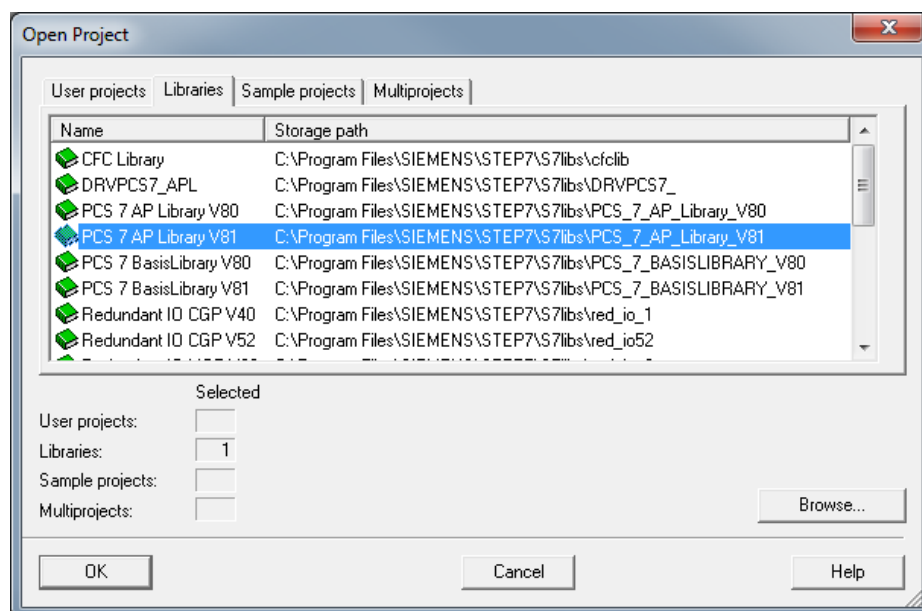 Open Project
User projects Libraries Sample projects Multiprojects
Name Storage path
CFC Library C:\Program Files\SIEMENS\STEP7\S7libs\cfclib
DRVPCS7_APL C:\Program Files\SIEMENS\STEP7\S7libs\DRVPCS7_
PCS 7 AP Library V80 C:\Program Files\SIEMENS\STEP7\S7libs\PCS_7_AP_Library_V80
PCS 7 AP Library V81 C:\Program Files\SIEMENS\STEP7\S7libs\PCS_7_AP_Library_V81
PCS 7 BasisLibrary V80 C:\Program Files\SIEMENS\STEP7\S7libs\PCS_7_BASISLIBRARY_V80
PCS 7 BasisLibrary V81 C:\Program Files\SIEMENS\STEP7\S7libs\PCS_7_BASISLIBRARY_V81
Redundant IO CGP V40 C:\Program Files\SIEMENS\STEP7\S7libs\red_io_1
Redundant IO CGP V52 C:\Program Files\SIEMENS\STEP7\S7libs\red_io52
Selected
User projects:
Libraries: 1
Sample projects:
Multiprojects:
Browse...
OK Cancel Help